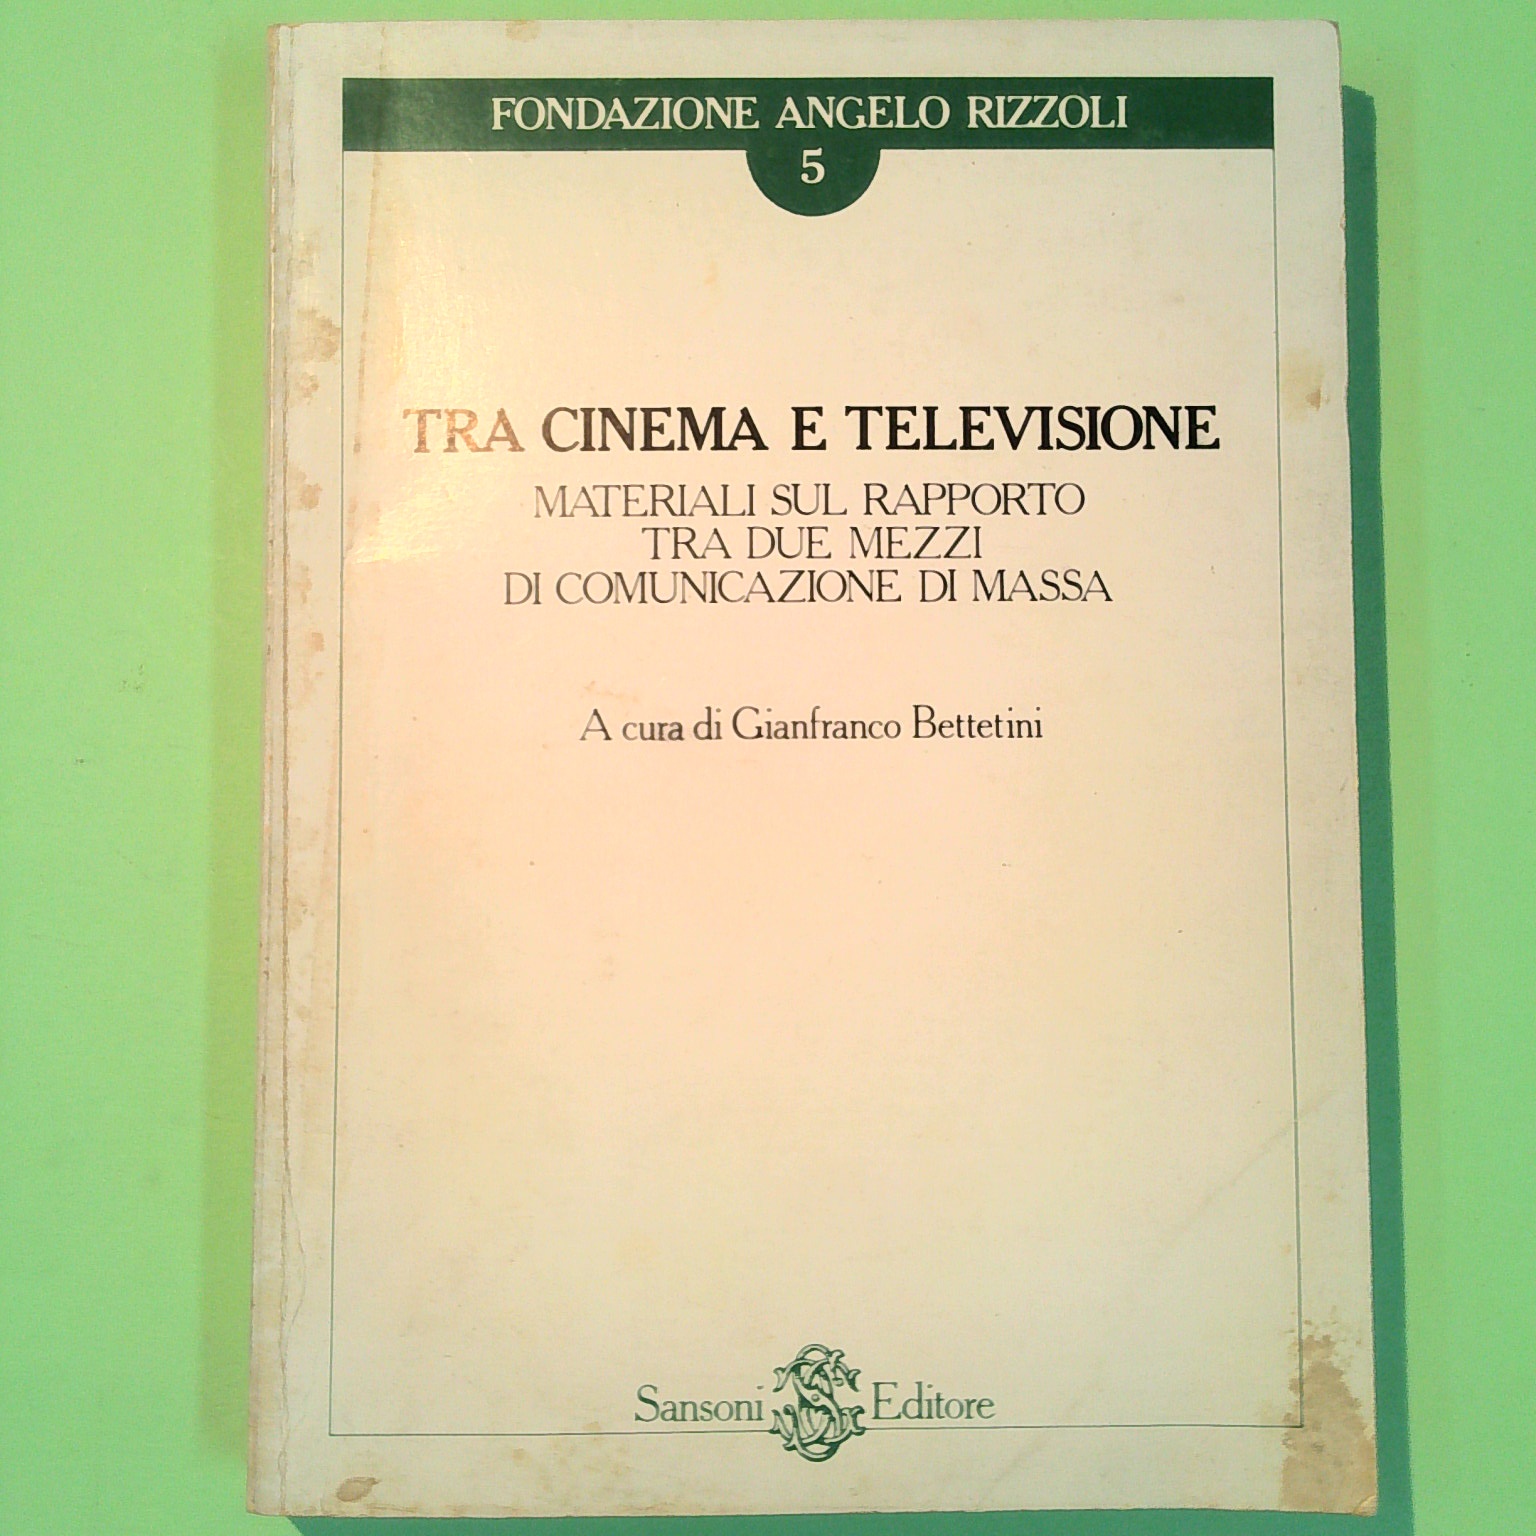 FONDAZIONE ANGELO RIZZOLI
5
TRA CINEMA E TELEVISIONE
MATERIALI SUL RAPPORTO
TRA DUE MEZZI
DI COMUNICAZIONE DI MASSA
A cura di Gianfranco Bettetini
Sansoni Editore